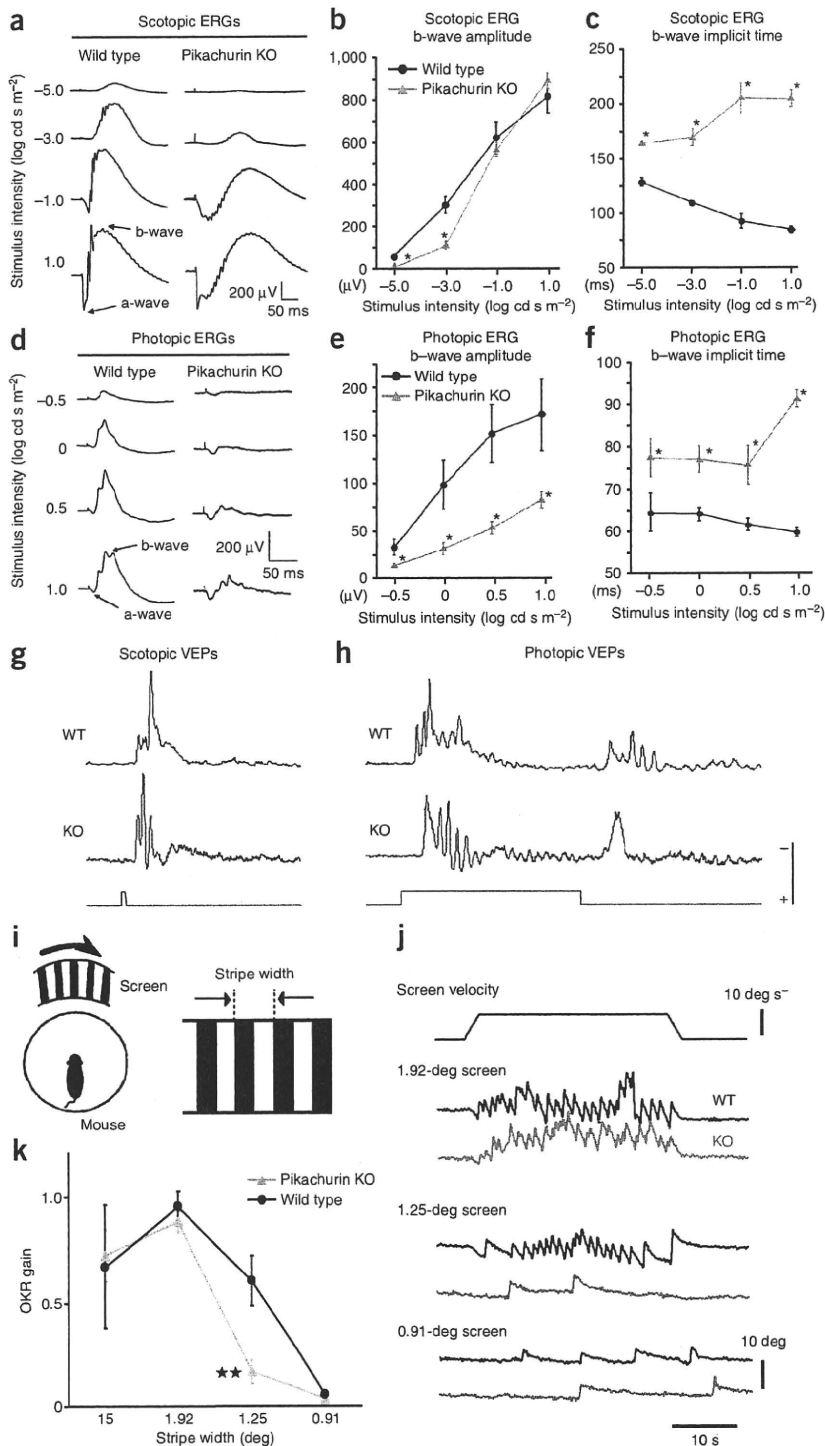 a
Scotopic ERGs
Wild type Pikachurin KO
Stimulus intensity (log cd s m−2)
−5.0
−3.0
−1.0
1.0
b-wave
a-wave
200 µV
50 ms
b
Scotopic ERG
b-wave amplitude
Wild type
Pikachurin KO
1,000
800
600
400
300
200
100
0
(µV)
−5.0 −3.0 −1.0 1.0
Stimulus intensity (log cd s m−2)
c
Scotopic ERG
b-wave implicit time
250
200
175
150
125
100
50
(ms)
−5.0 −3.0 −1.0 1.0
Stimulus intensity (log cd s m−2)
d
Photopic ERGs
Wild type Pikachurin KO
Stimulus intensity (log cd s m−2)
−0.5
0
0.5
1.0
b-wave
a-wave
200 µV
50 ms
e
Photopic ERG
b–wave amplitude
Wild type
Pikachurin KO
200
150
100
50
0
(µV)
−0.5 0 0.5 1.0
Stimulus intensity (log cd s m−2)
f
Photopic ERG
b–wave implicit time
100
90
80
70
60
50
(ms)
−0.5 0 0.5 1.0
Stimulus intensity (log cd s m−2)
g
Scotopic VEPs
WT
KO
h
Photopic VEPs
WT
KO
−
+
i
Screen
Mouse
Stripe width
j
Screen velocity
10 deg s−
1.92-deg screen
WT
KO
1.25-deg screen
0.91-deg screen
10 deg
10 s
k
Pikachurin KO
Wild type
OKR gain
1.0
0.5
0
15 1.92 1.25 0.91
Stripe width (deg)